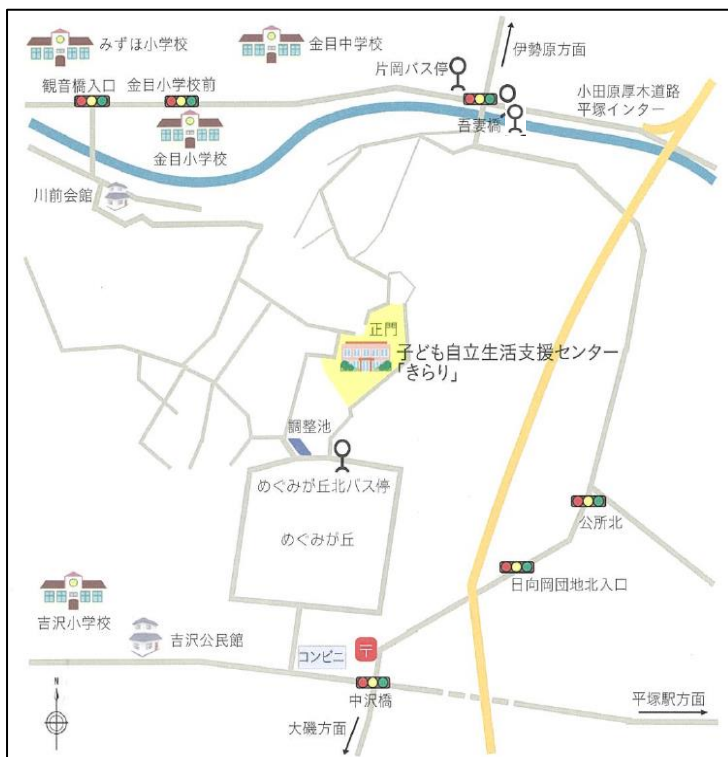 みずほ小学校
金目中学校
伊勢原方面
片岡バス停
観音橋入口
金目小学校前
小田原厚木道路
平塚インター
吾妻橋
金目小学校
川前会館
正門
子ども自立生活支援センター
「きらり」
調整池
めぐみが丘北バス停
めぐみが丘
公所北
日向岡団地北入口
吉沢小学校
吉沢公民館
コンビニ
〒
中沢橋
平塚駅方面
大磯方面
N